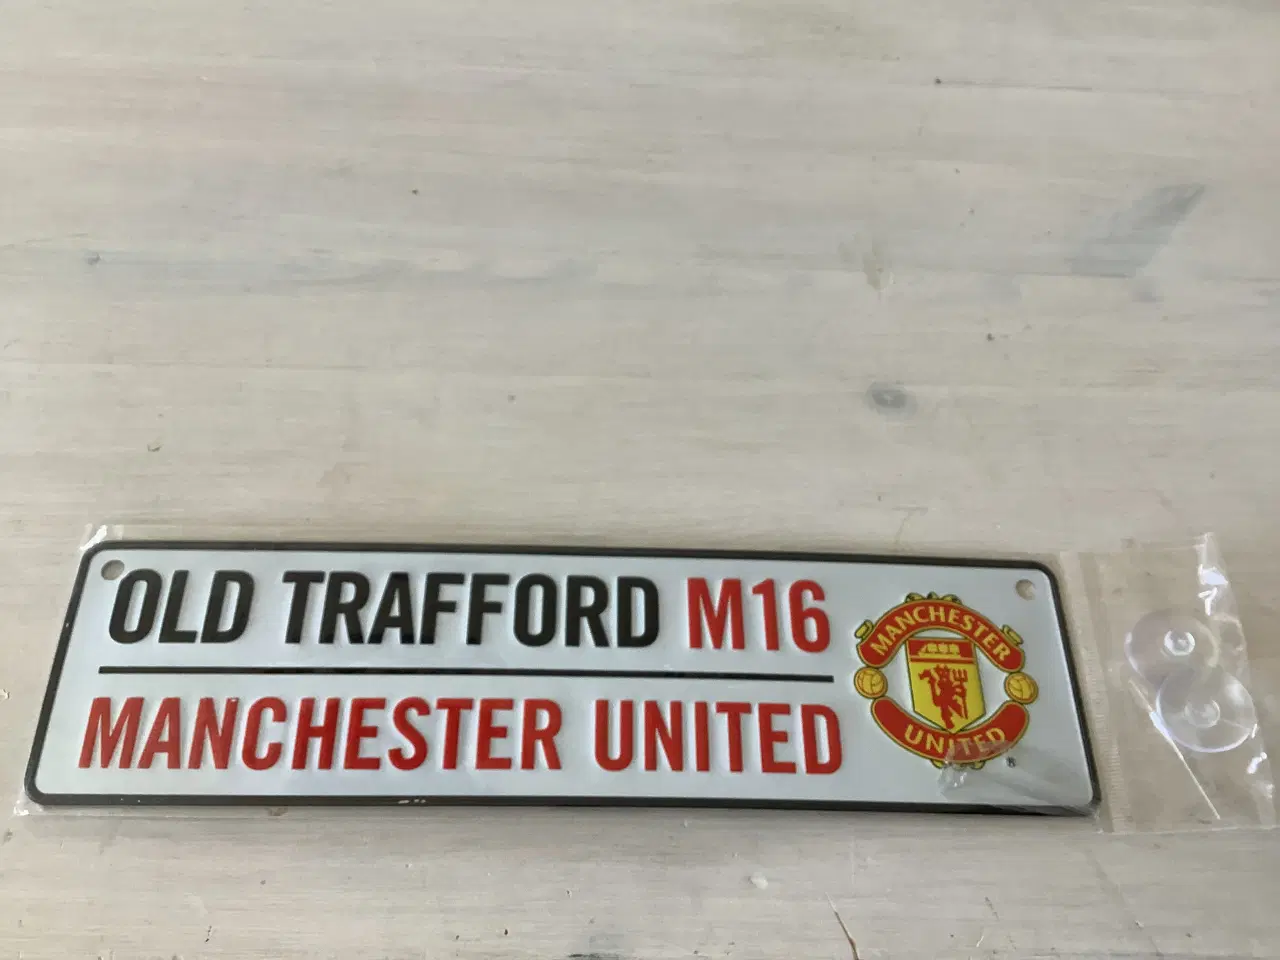 OLD TRAFFORD M16
MANCHESTER UNITED
MANCHESTER
UNITED
®